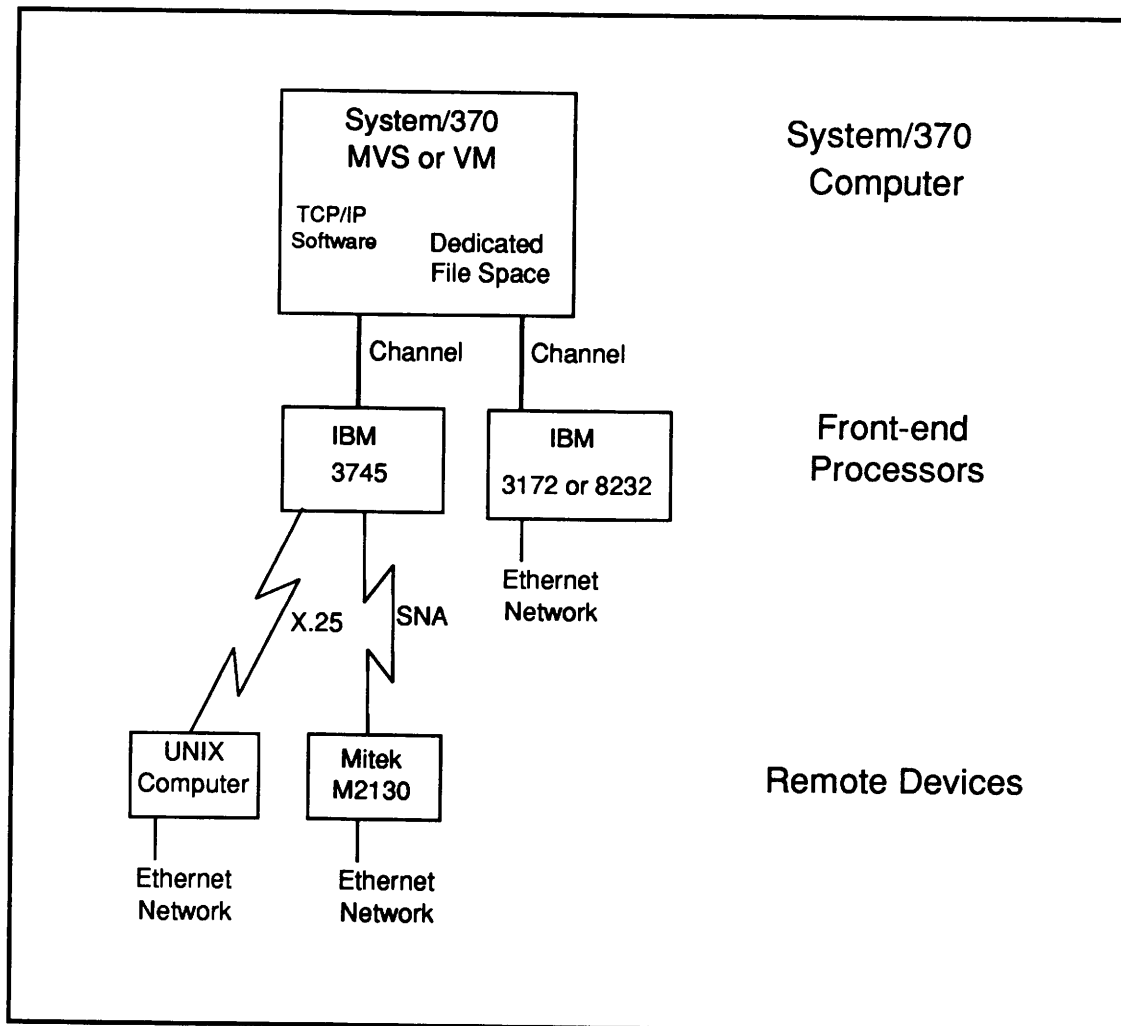 System/370
MVS or VM
TCP/IP
Software
Dedicated
File Space
System/370
Computer
Channel
Channel
IBM
3745
IBM
3172 or 8232
Front-end
Processors
Ethernet
Network
X.25
SNA
UNIX
Computer
Mitek
M2130
Remote Devices
Ethernet
Network
Ethernet
Network